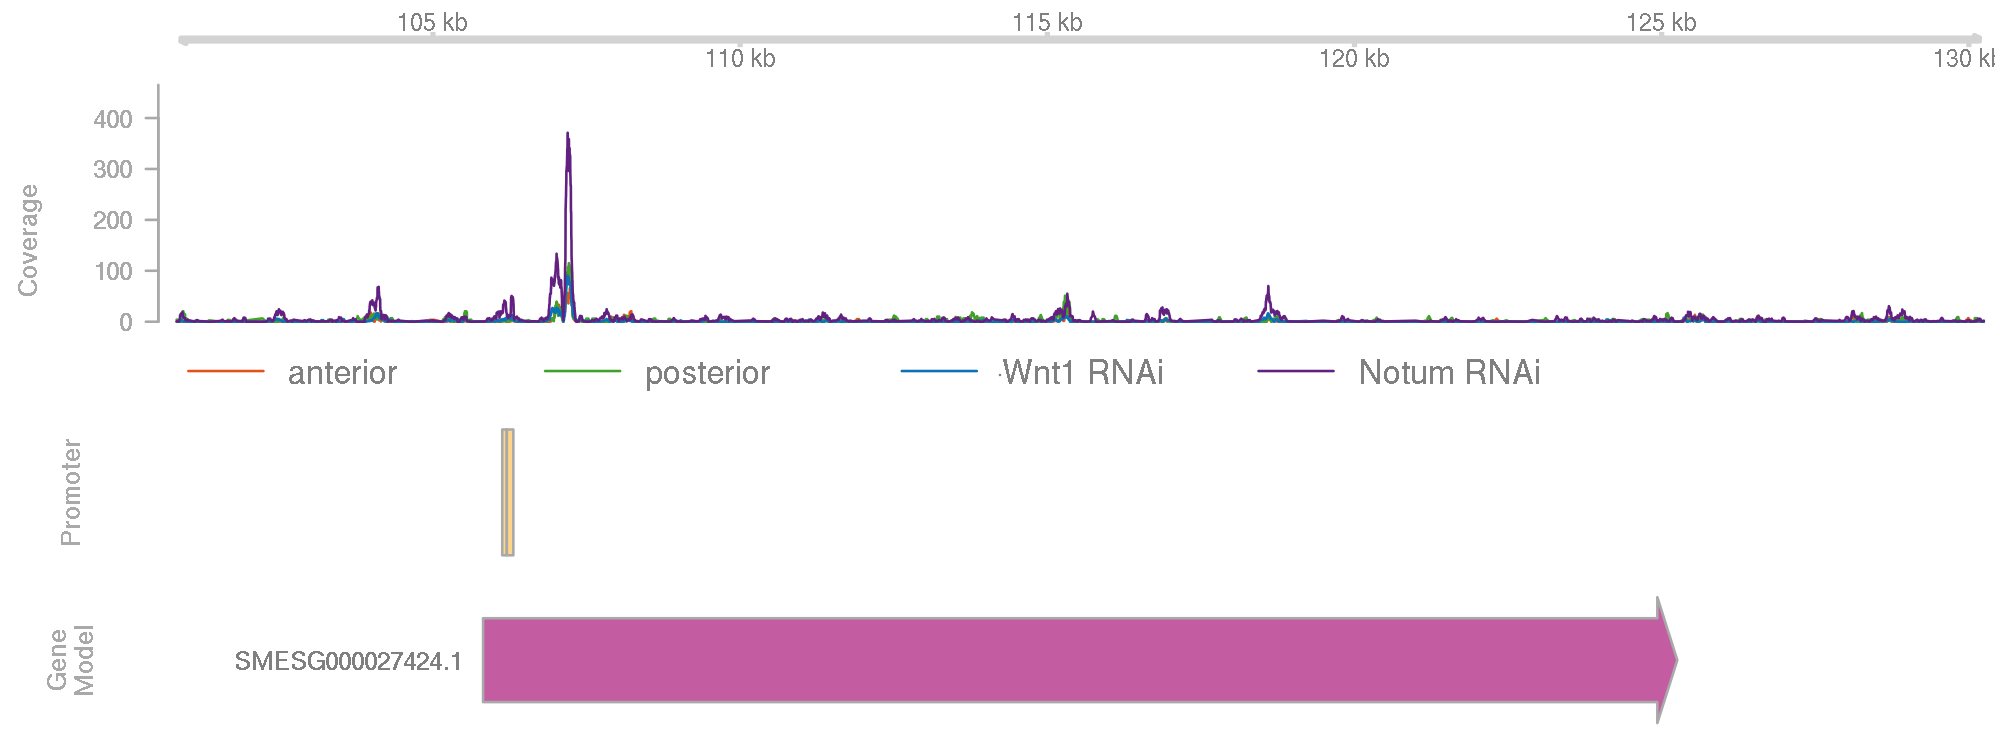 105 kb
115 kb
125 kb
110 kb
120 kb
130 k
Coverage
400
300
200
100
0
anterior
posterior
Wnt1 RNAi
Notum RNAi
Promoter
Gene
Model
SMESG000027424.1